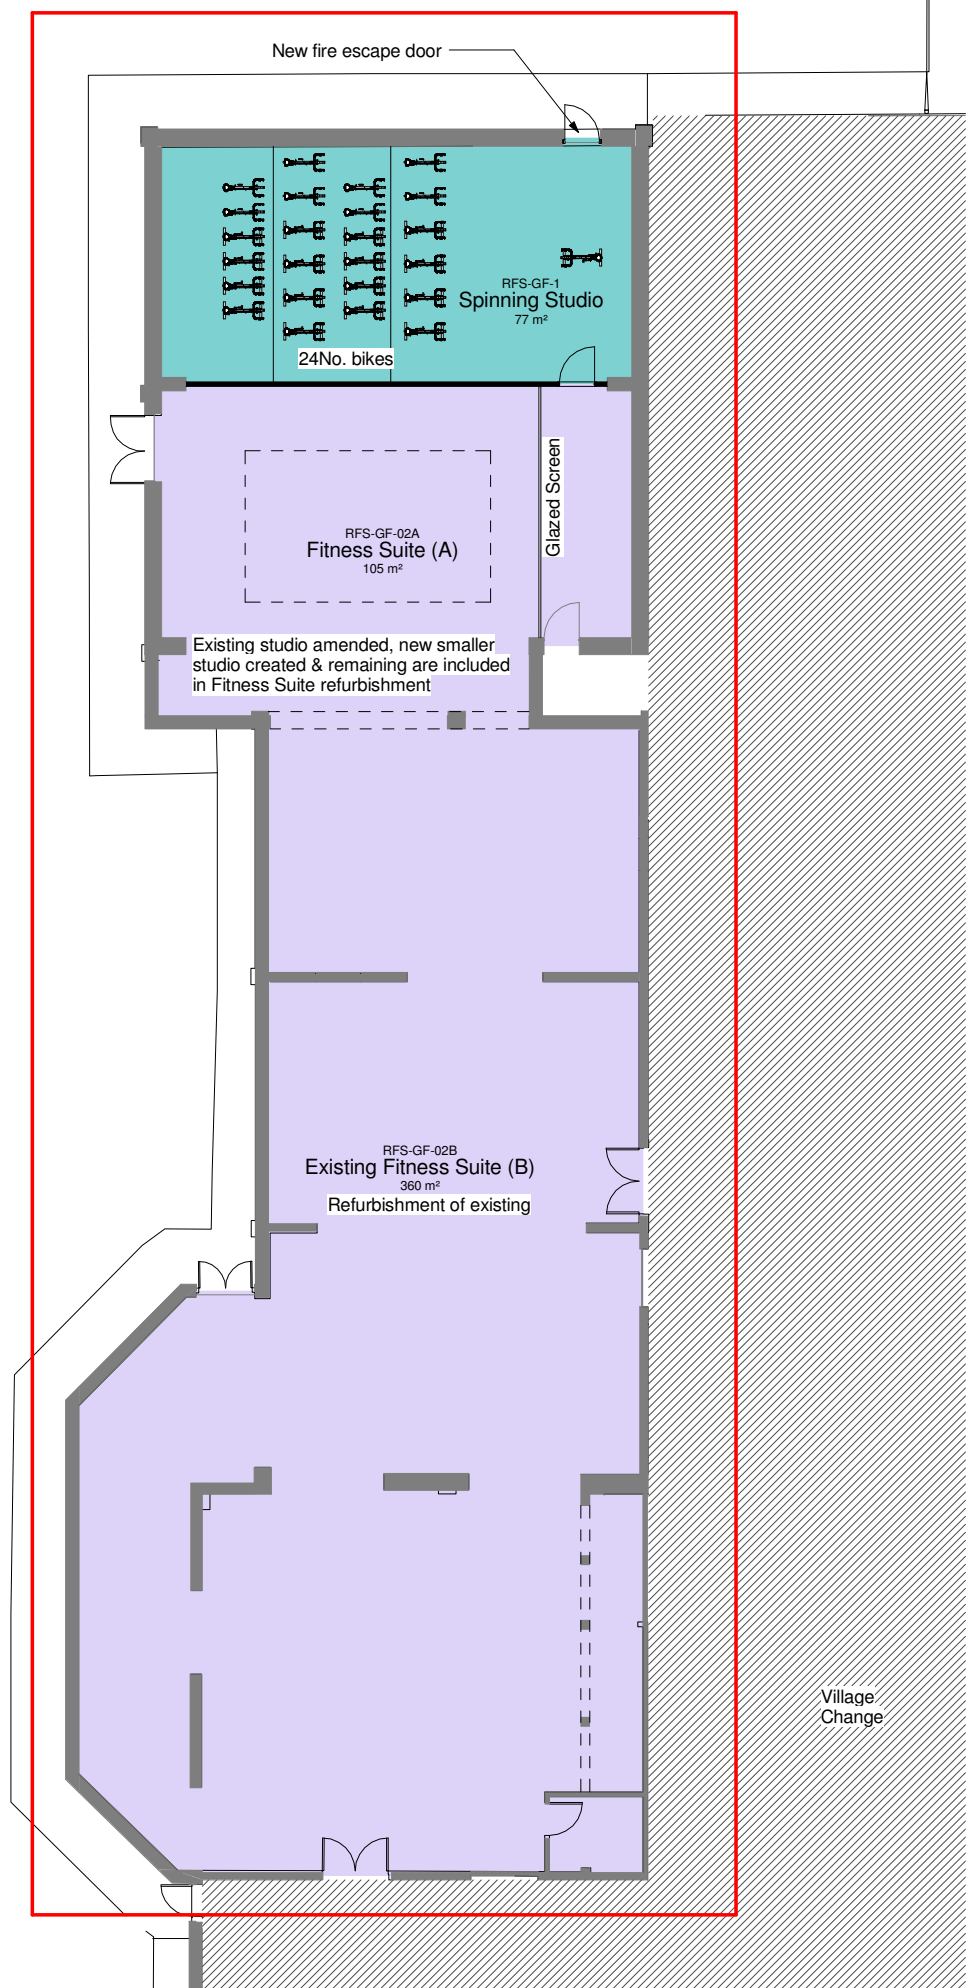 New fire escape door
RFS-GF-1
Spinning Studio
77 m²
24No. bikes
Glazed Screen
RFS-GF-02A
Fitness Suite (A)
105 m²
Existing studio amended, new smaller
studio created & remaining are included
in Fitness Suite refurbishment
RFS-GF-02B
Existing Fitness Suite (B)
360 m²
Refurbishment of existing
Village
Change